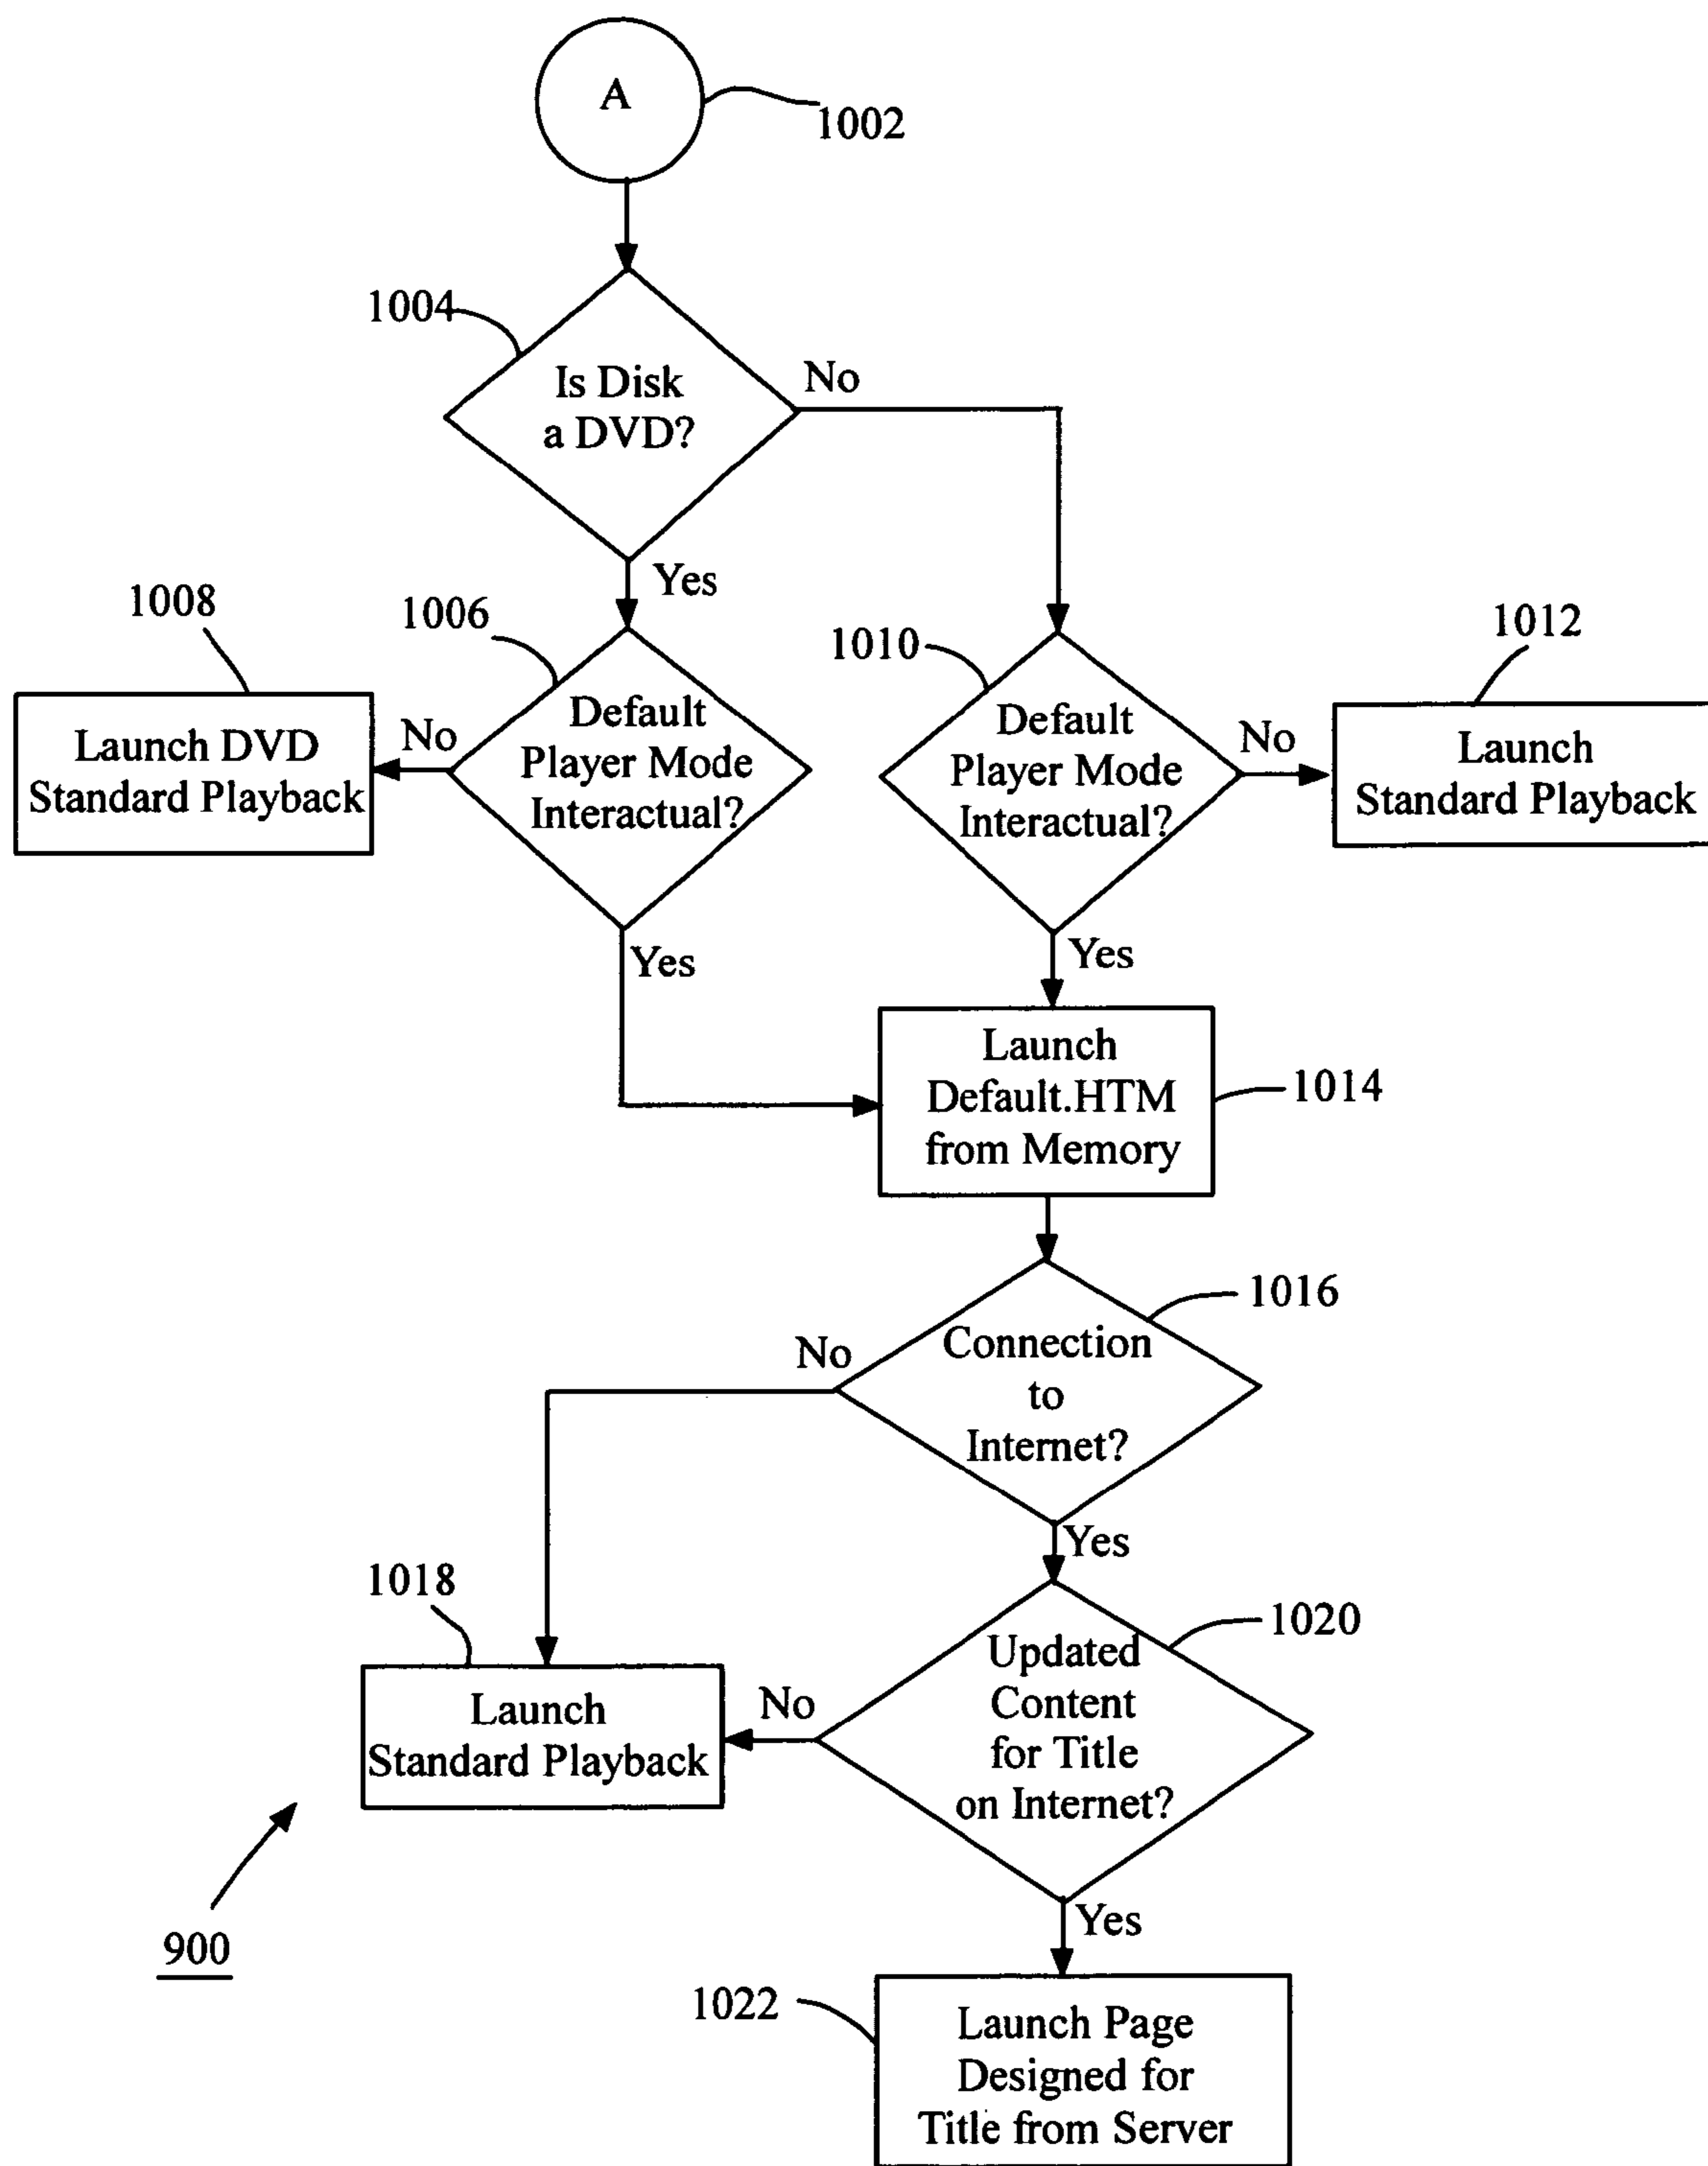 A
1002
1004
Is Disk
a DVD?
No
Yes
1008
1006
1010
1012
Launch DVD
Standard Playback
No
Default
Player Mode
Interactual?
Default
Player Mode
Interactual?
No
Launch
Standard Playback
Yes
Yes
Launch
Default.HTM
from Memory
1014
1016
No
Connection
to
Internet?
Yes
1018
1020
Launch
Standard Playback
No
Updated
Content
for Title
on Internet?
900
Yes
1022
Launch Page
Designed for
Title from Server